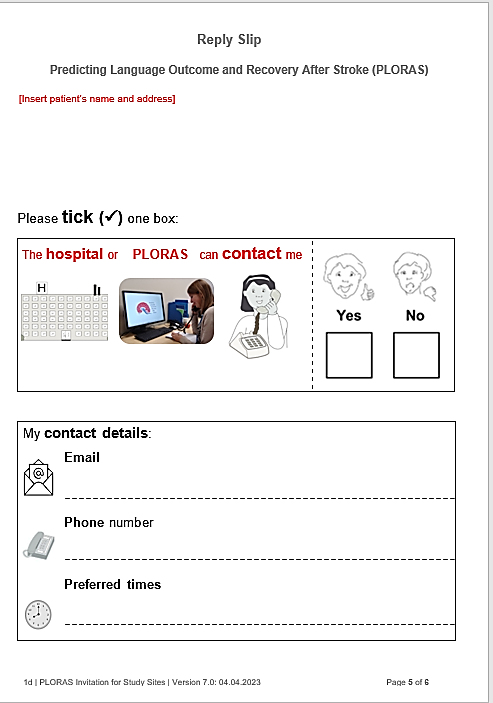 Reply Slip
Predicting Language Outcome and Recovery After Stroke (PLORAS)
[Insert patient's name and address]
Please tick (✓) one box:
The hospital or PLORAS can contact me
H
Yes No
My contact details:
Email
@
Phone number
Preferred times
1d | PLORAS Invitation for Study Sites | Version 7.0: 04.04.2023 Page 5 of 6